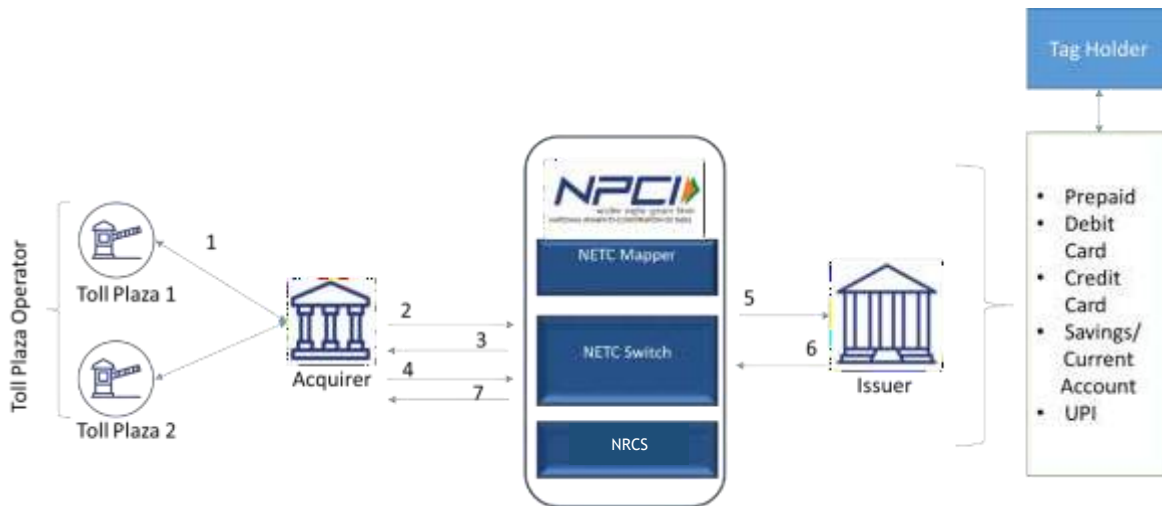 Tag Holder
NPCI
NETC Mapper
NETC Switch
NRCS
Toll Plaza Operator
Toll Plaza 1
Toll Plaza 2
1
Acquirer
2
3
4
7
5
6
Issuer
• Prepaid
• Debit
Card
• Credit
Card
• Savings/
Current
Account
• UPI